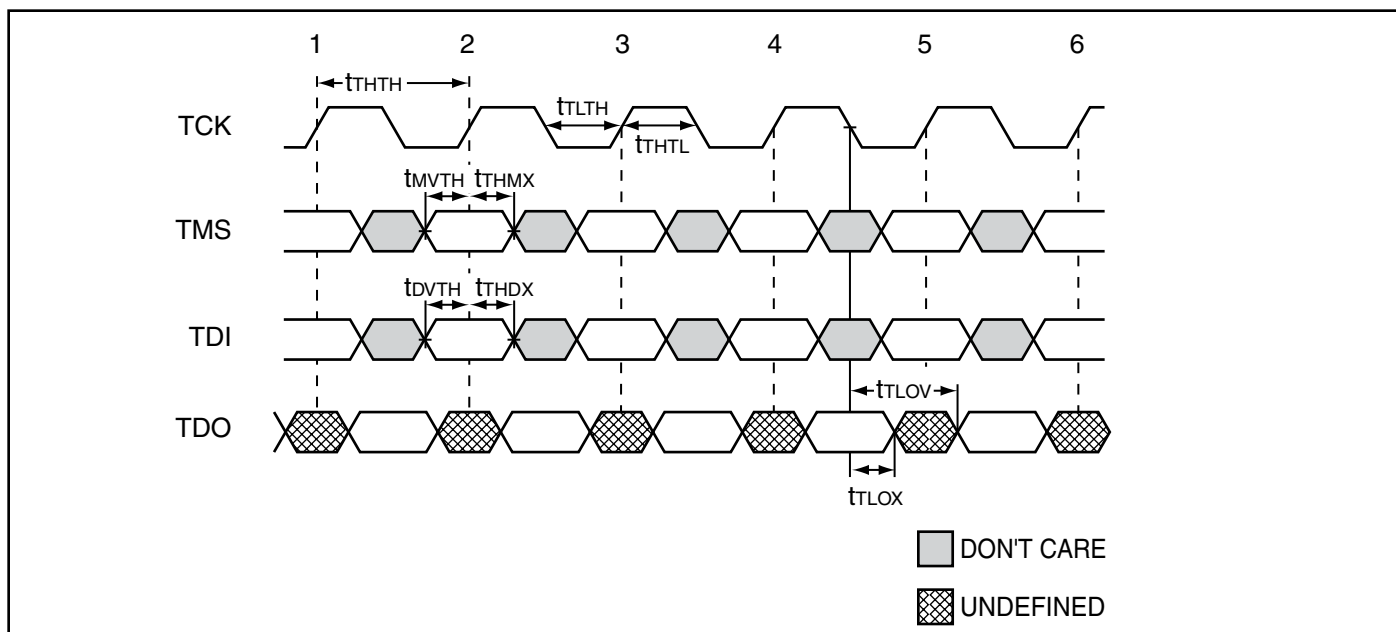 1 2 3 4 5 6
tTHTH
TCK
tTLTH
tTHTL
tMVTH tTHMX
TMS
tDVTH tTHDX
TDI
tTLOV
TDO
tTLOX
DON'T CARE
UNDEFINED